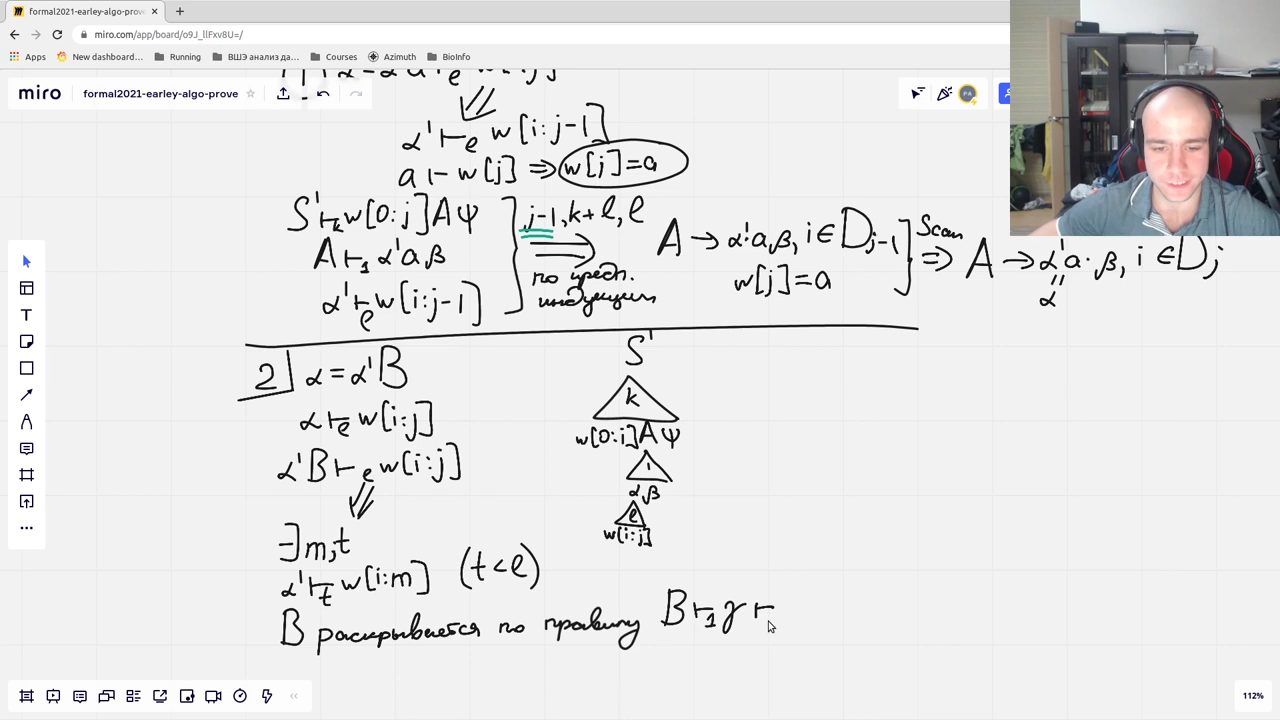 formal2021-earley-algo-prove
miro.com/app/board/o9J_llFxv8U=/
Apps
New dashboard...
Running
ВШЭ анализ да...
Courses
Azimuth
BioInfo
miro
formal2021-earley-algo-prove
α' ⊢ₑ w[i:j-1]
a ⊢ w[j] ⇒ w[j]=a
S' ⊢ₖ w[0:j]Aψ
A ⊢₁ α'aβ
α' ⊢ₑ w[i:j-1]
j-1, k+ℓ, ℓ
⇒
по предп.
индукции
A → α'·aβ, i ∈ Dⱼ₋₁
w[j]=a
Scan
⇒ A → α'a·β, i ∈ Dⱼ
α
2] α = α'B
α ⊢ₑ w[i:j]
α'B ⊢ₑ w[i:j]
∃m,t
α' ⊢ₜ w[i:m] (t<ℓ)
B раскрывается по правилу B ⊢₁ γ ⊢
S'
k
w[0:i]Aψ
1
αβ
ℓ
w[i:j]
112%